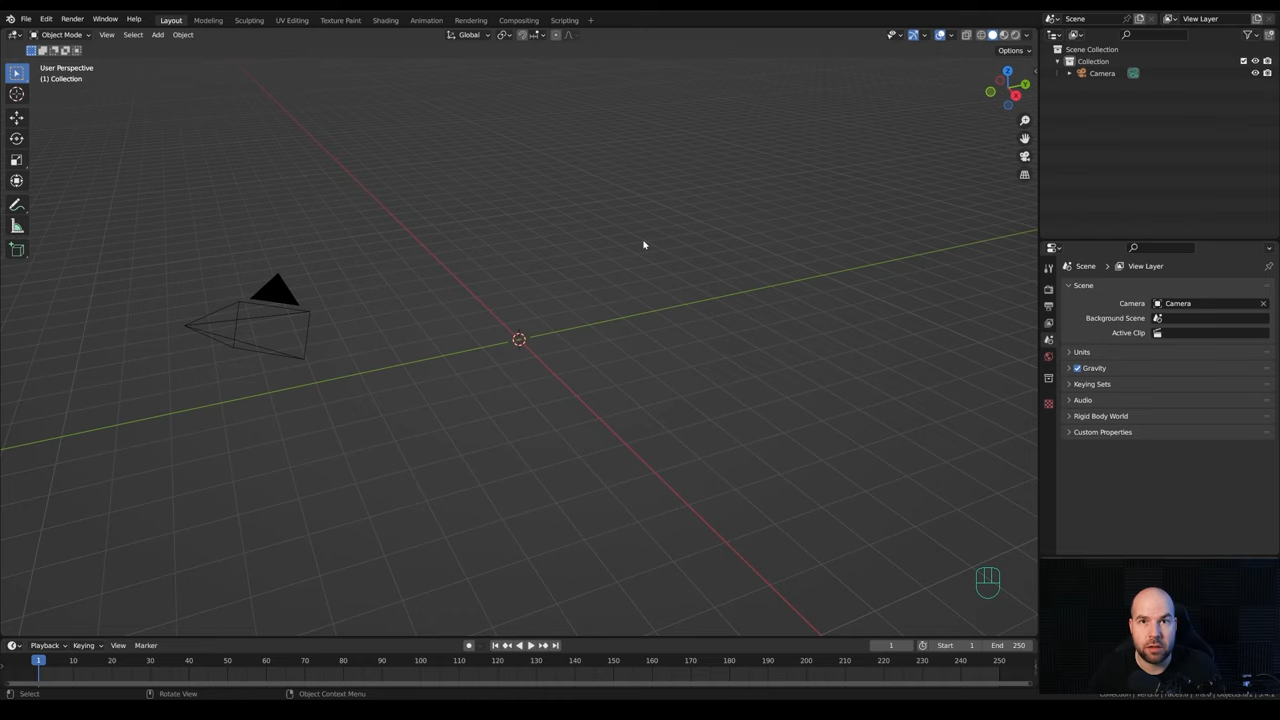 File Edit Render Window Help Layout Modeling Sculpting UV Editing Texture Paint Shading Animation Rendering Compositing Scripting + Scene View Layer
Object Mode View Select Add Object Global
Options
User Perspective
(1) Collection
Z
Y
X
Scene Collection
Collection
Camera
Scene > View Layer
Scene
Camera Camera
Background Scene
Active Clip
Units
Gravity
Keying Sets
Audio
Rigid Body World
Custom Properties
Playback Keying View Marker 1 Start 1 End 250
1 10 20 30 40 50 60 70 80 90 100 110 120 130 140 150 160 170 180 190 200 210 220 230 240 250
Select Rotate View Object Context Menu